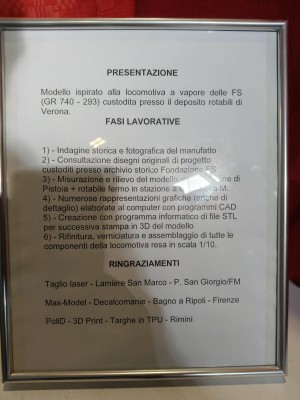 PRESENTAZIONE
Modello ispirato alla locomotiva a vapore delle FS
(GR 740 - 293) custodita presso il deposito rotabili di
Verona.
FASI LAVORATIVE
1) - Indagine storica e fotografica del manufatto
2) - Consultazione disegni originali di progetto
custoditi presso archivio storico Fondazione FS
3) - Misurazione e rilievo del modello di
Pistoia + rotabile fermo in stazione a M.
4) - Numerose rappresentazioni grafiche (anche di
dettaglio) elaborate al computer con programmi CAD
5) - Creazione con programma informatico di file STL
per successiva stampa in 3D del modello
6) - Rifinitura, verniciatura e assemblaggio di tutte le
componenti della locomotiva resa in scala 1/10.
RINGRAZIAMENTI
Taglio laser - Lamiere San Marco - P. San Giorgio/FM
Max-Model - Decalcomanie - Bagno a Ripoli - Firenze
PoliD - 3D Print - Targhe in TPU - Rimini